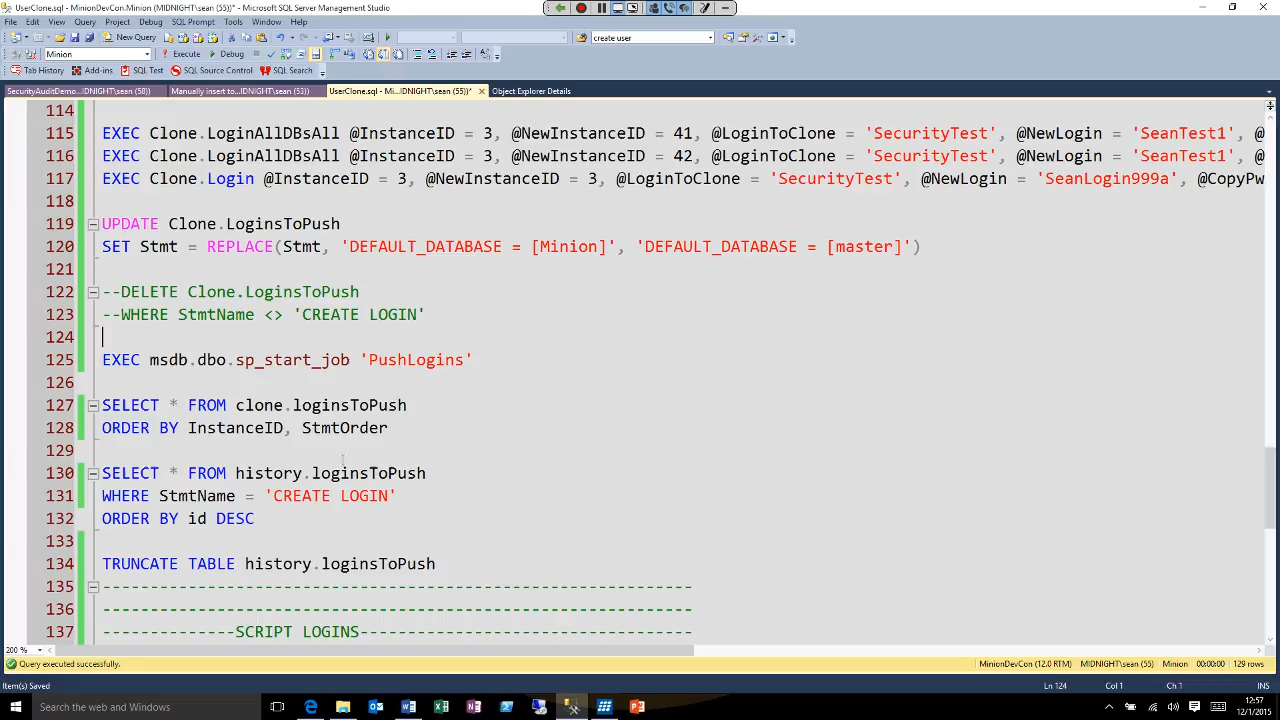 UserClone.sql - MinionDevCon.Minion (MIDNIGHT\sean (55))* - Microsoft SQL Server Management Studio
File Edit View Query Project Debug SQL Prompt Tools Window Help
New Query
create user
Minion
Execute
Debug
Tab History
Add-ins
SQL Test
SQL Source Control
SQL Search
SecurityAuditDemo...IDNIGHT\sean (58))
Manually insert to...IDNIGHT\sean (53))
UserClone.sql - Mi...IDNIGHT\sean (55))*
Object Explorer Details
114
115 EXEC Clone.LoginAllDBsAll @InstanceID = 3, @NewInstanceID = 41, @LoginToClone = 'SecurityTest', @NewLogin = 'SeanTest1', @
116 EXEC Clone.LoginAllDBsAll @InstanceID = 3, @NewInstanceID = 42, @LoginToClone = 'SecurityTest', @NewLogin = 'SeanTest1', @
117 EXEC Clone.Login @InstanceID = 3, @NewInstanceID = 3, @LoginToClone = 'SecurityTest', @NewLogin = 'SeanLogin999a', @CopyPw
118
119 UPDATE Clone.LoginsToPush
120 SET Stmt = REPLACE(Stmt, 'DEFAULT_DATABASE = [Minion]', 'DEFAULT_DATABASE = [master]')
121
122 --DELETE Clone.LoginsToPush
123 --WHERE StmtName <> 'CREATE LOGIN'
124
125 EXEC msdb.dbo.sp_start_job 'PushLogins'
126
127 SELECT * FROM clone.loginsToPush
128 ORDER BY InstanceID, StmtOrder
129
130 SELECT * FROM history.loginsToPush
131 WHERE StmtName = 'CREATE LOGIN'
132 ORDER BY id DESC
133
134 TRUNCATE TABLE history.loginsToPush
135 --------------------------------------------------------------
136 --------------------------------------------------------------
137 --------------SCRIPT LOGINS-----------------------------------
200 %
Query executed successfully.
MinionDevCon (12.0 RTM) MIDNIGHT\sean (55) Minion 00:00:00 129 rows
Item(s) Saved
Ln 124 Col 1 Ch 1 INS
Search the web and Windows
12:57
12/1/2015